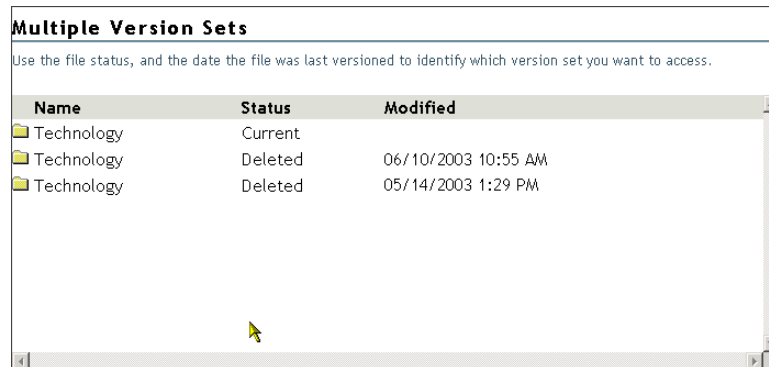 Multiple Version Sets
Use the file status, and the date the file was last versioned to identify which version set you want to access.
Name Status Modified
Technology Current
Technology Deleted 06/10/2003 10:55 AM
Technology Deleted 05/14/2003 1:29 PM